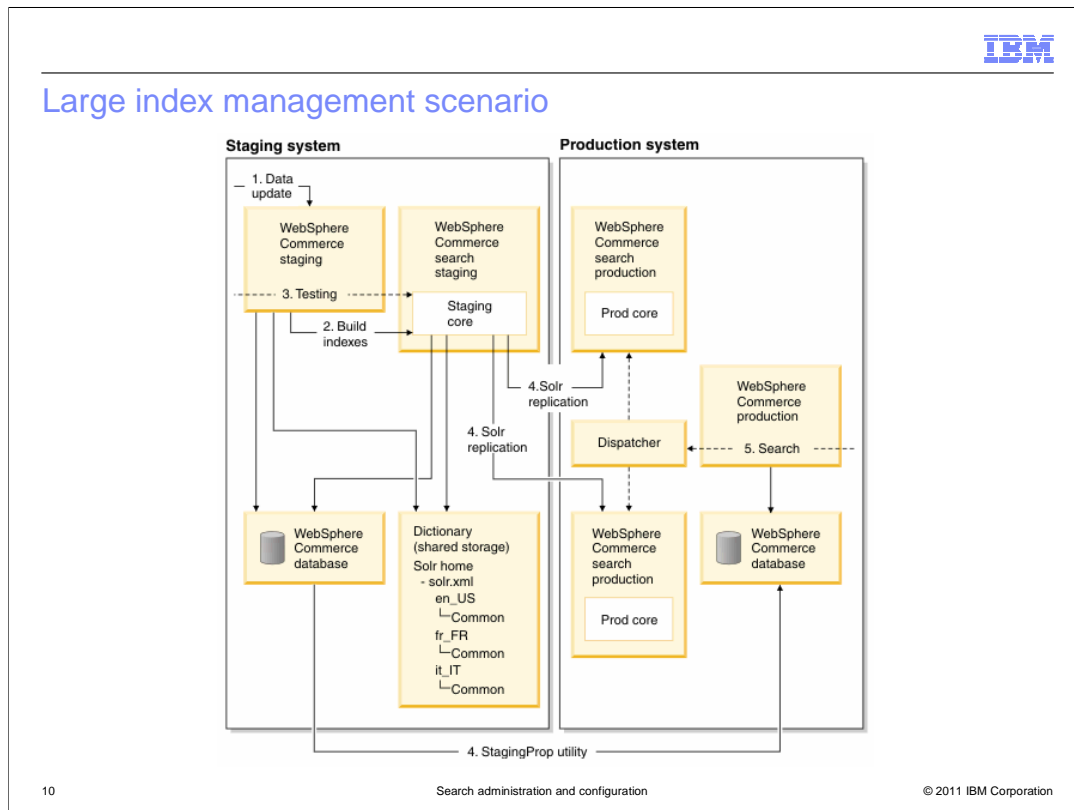 IBM
Large index management scenario
Staging system
Production system
1. Data
update
WebSphere
Commerce
staging
WebSphere
Commerce
search
staging
WebSphere
Commerce
search
production
3. Testing
Staging
core
Prod core
2. Build
indexes
4.Solr
replication
WebSphere
Commerce
production
4. Solr
replication
Dispatcher
5. Search
WebSphere
Commerce
database
Dictionary
(shared storage)
Solr home
- solr.xml
en_US
Common
fr_FR
Common
it_IT
Common
WebSphere
Commerce
search
production
Prod core
WebSphere
Commerce
database
4. StagingProp utility
10
Search administration and configuration
© 2011 IBM Corporation